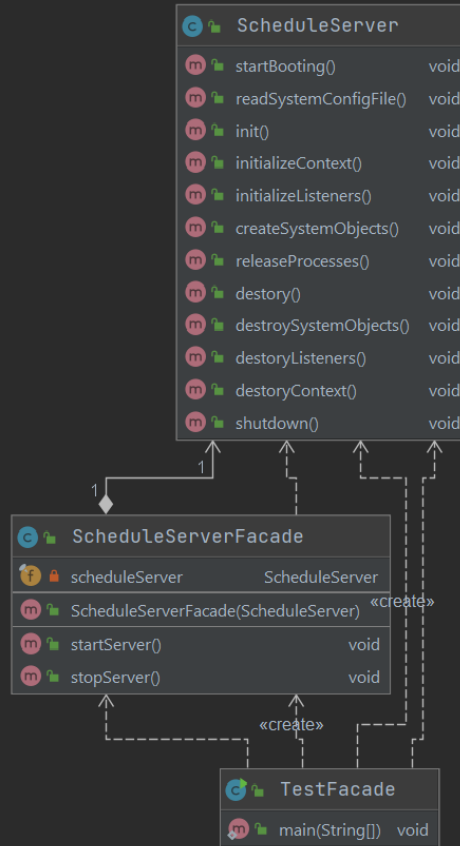 ScheduleServer
startBooting() void
readSystemConfigFile() void
init() void
initializeContext() void
initializeListeners() void
createSystemObjects() void
releaseProcesses() void
destory() void
destroySystemObjects() void
destoryListeners() void
destoryContext() void
shutdown() void
1
1
ScheduleServerFacade
scheduleServer ScheduleServer
ScheduleServerFacade(ScheduleServer)
«create»
startServer() void
stopServer() void
«create»
TestFacade
main(String[]) void